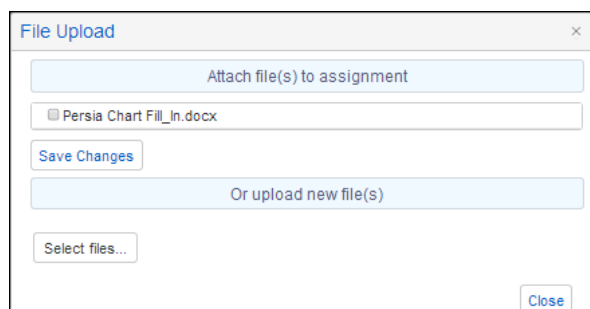 File Upload
×
Attach file(s) to assignment
Persia Chart Fill_In.docx
Save Changes
Or upload new file(s)
Select files...
Close